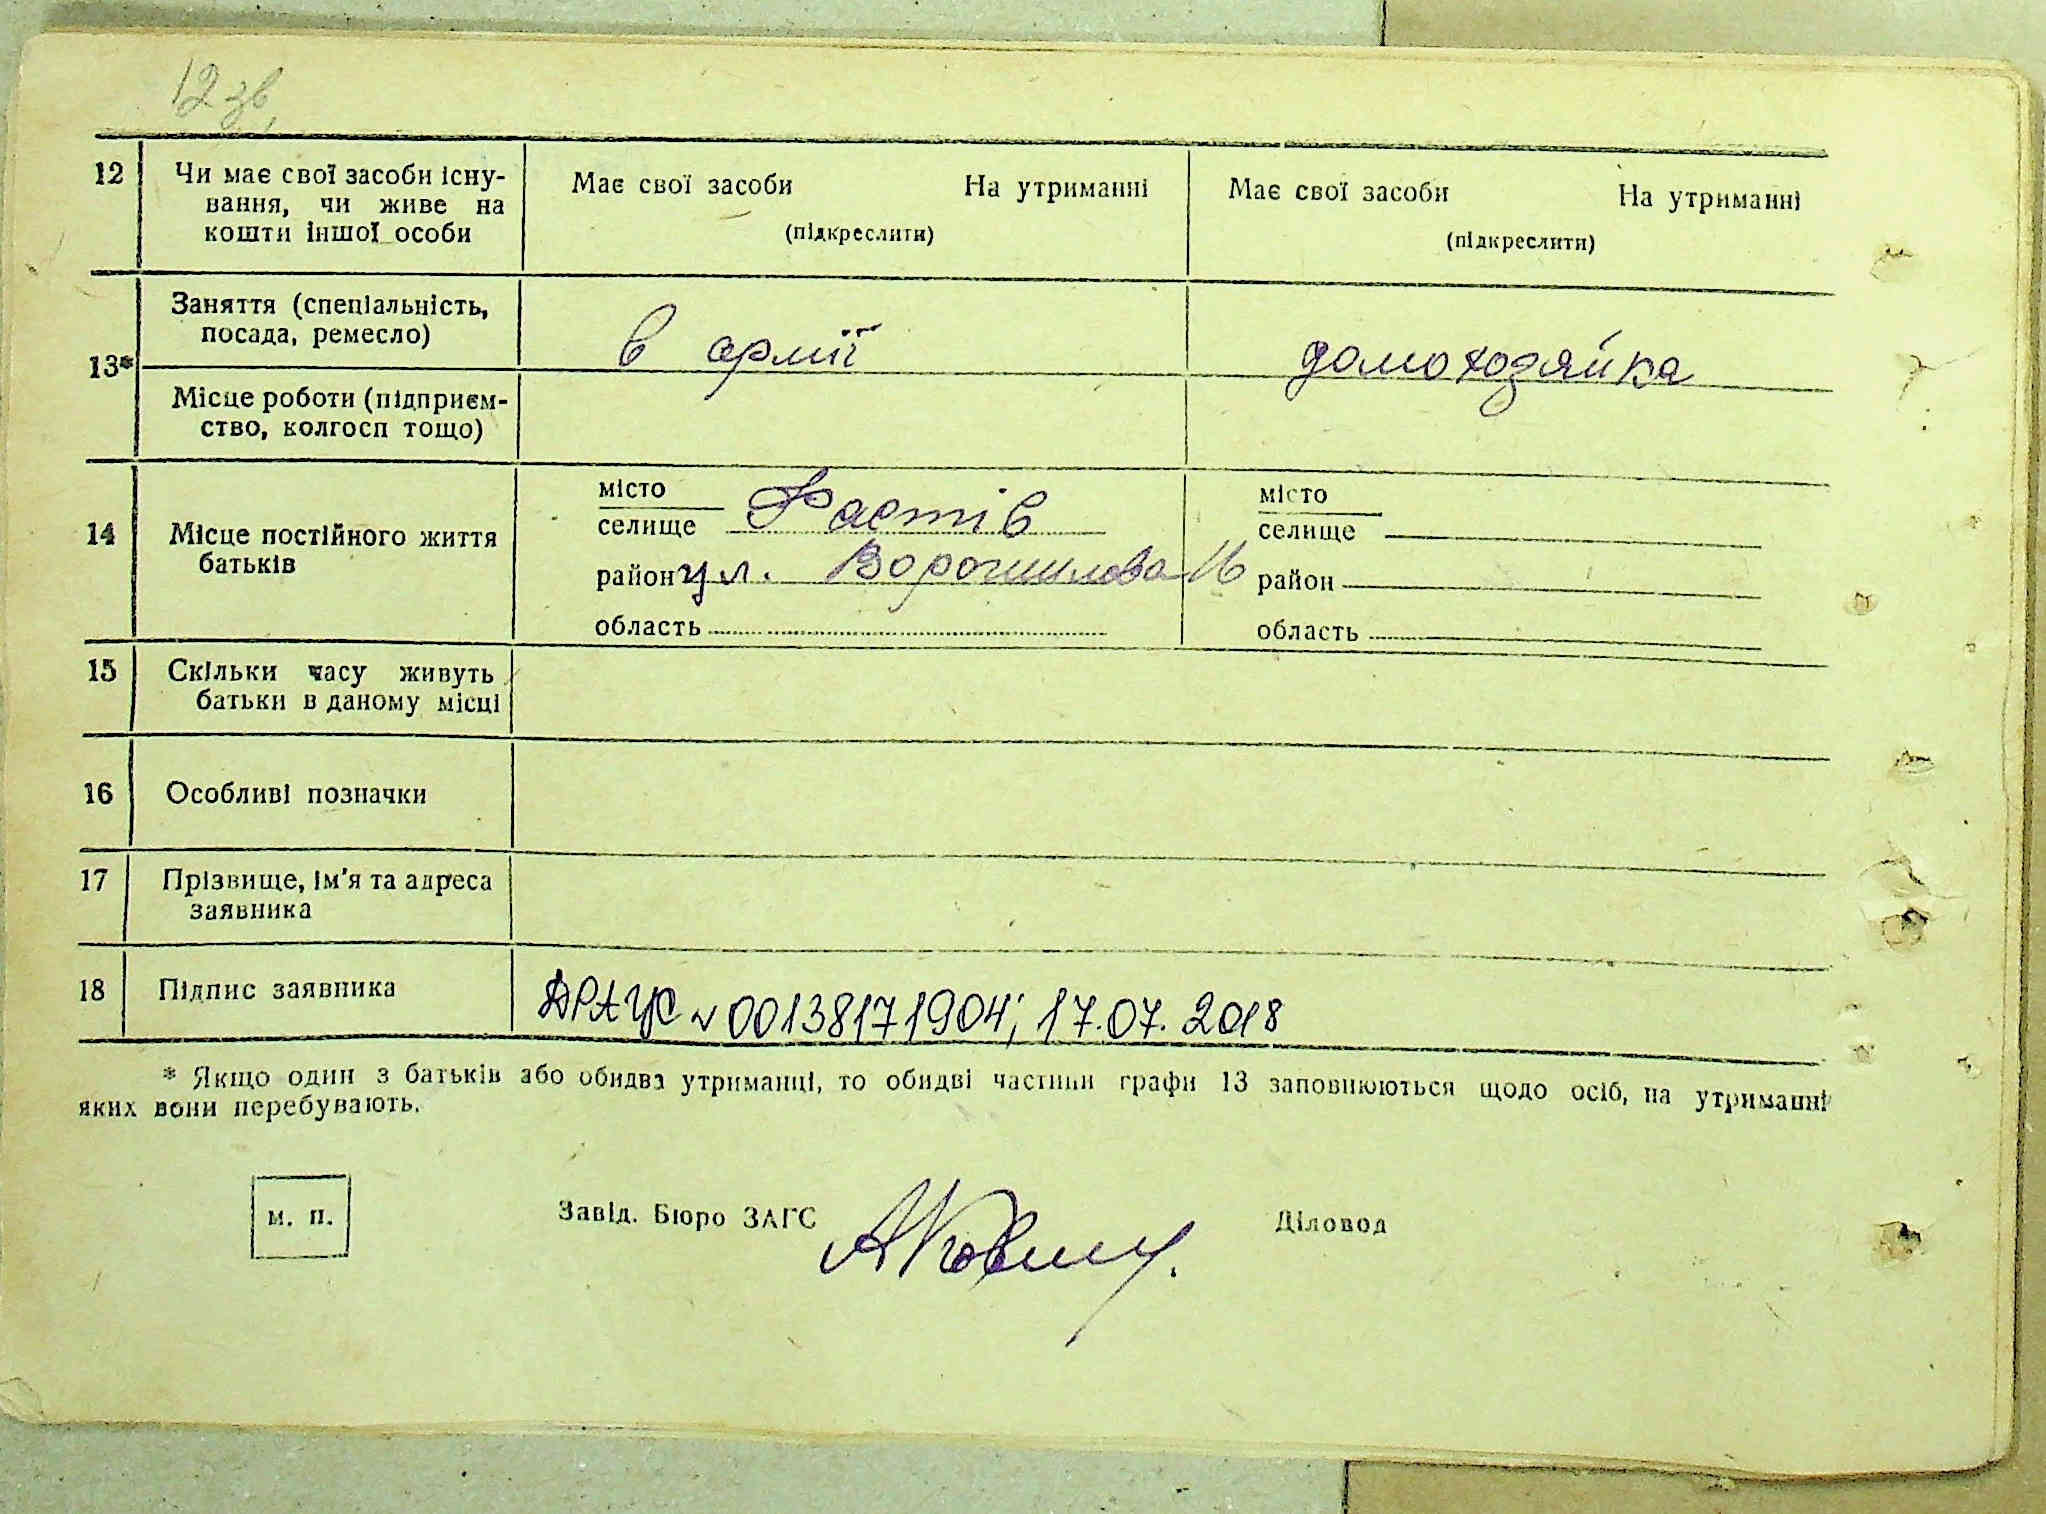 12 зв.
12 Чи має свої засоби існу- Має свої засоби На утриманні Має свої засоби На утриманні
вання, чи живе на
кошти іншої особи (підкреслити) (підкреслити)
Заняття (спеціальність,
посада, ремесло) в армії домохозяйка
13*
Місце роботи (підприєм-
ство, колгосп тощо)
місто місто
14 Місце постійного життя селище Фастів селище
батьків район ул. Ворошилова 16 район
область область
15 Скільки часу живуть
батьки в даному місці
16 Особливі позначки
17 Прізвище, ім'я та адреса
заявника
18 Підпис заявника ДРАЦС v 00138171904; 17.07.2018
* Якщо один з батьків або обидва утриманці, то обидві частини графи 13 заповнюються щодо осіб, на утриманні
яких вони перебувають.
м. п. Завід. Бюро ЗАГС Діловод